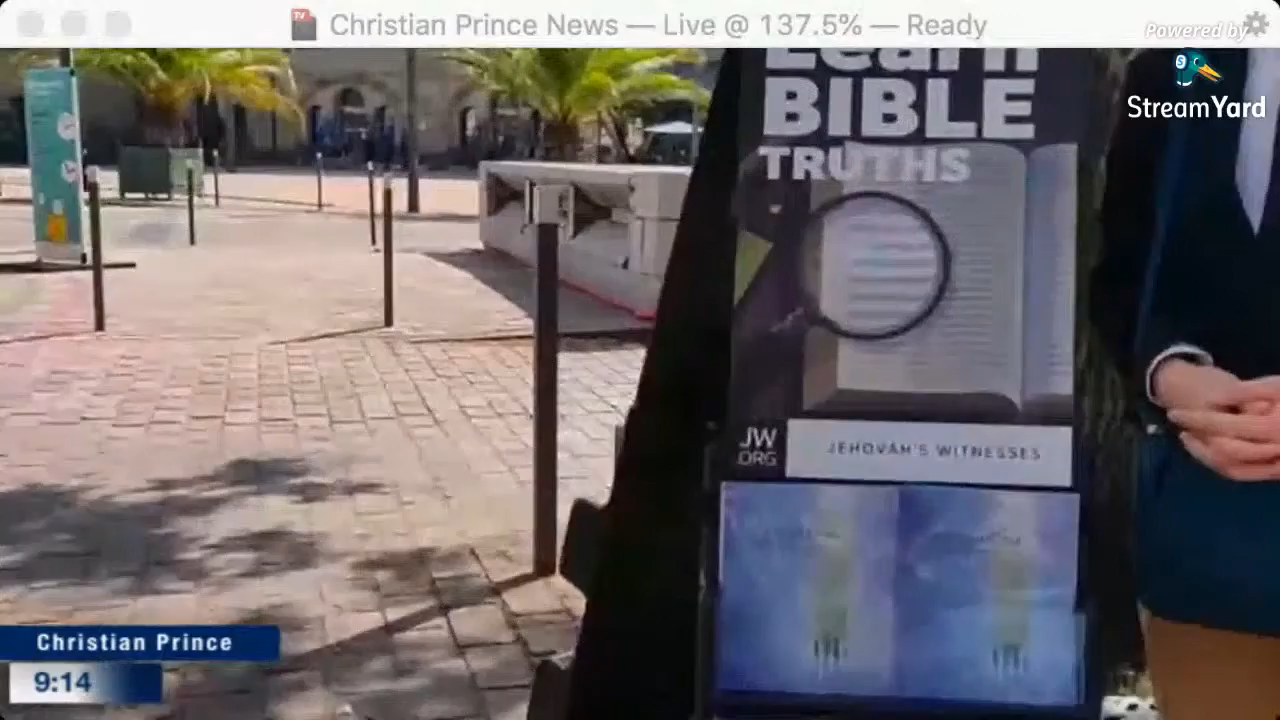 Christian Prince News — Live @ 137.5% — Ready
Powered by
StreamYard
Learn
BIBLE
TRUTHS
JW
.ORG
JEHOVAH'S WITNESSES
Christian Prince
9:14